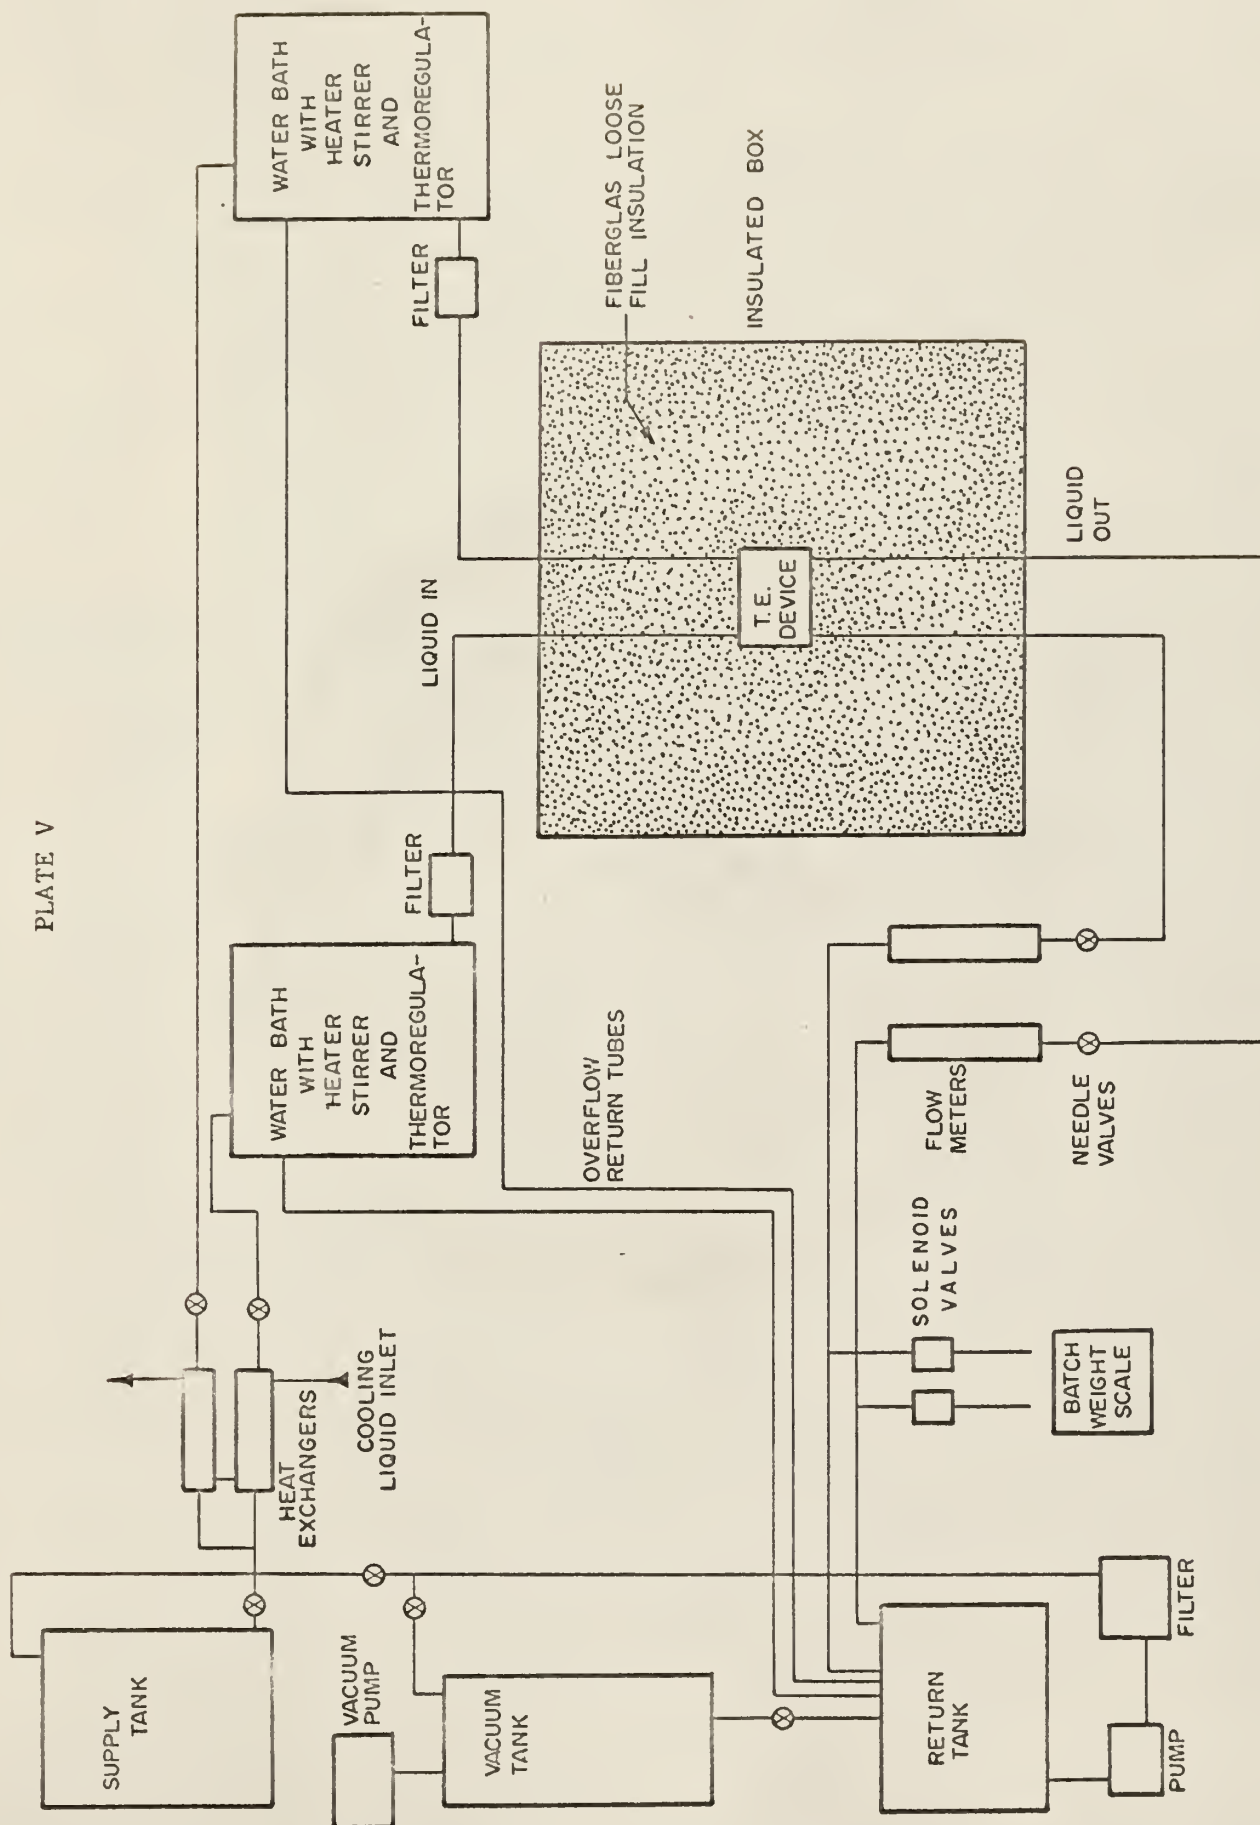 PLATE V
SUPPLY
TANK
VACUUM
PUMP
VACUUM
TANK
RETURN
TANK
PUMP
FILTER
HEAT
EXCHANGERS
COOLING
LIQUID INLET
BATCH
WEIGHT
SCALE
SOLENOID
VALVES
FLOW
METERS
NEEDLE
VALVES
OVERFLOW
RETURN TUBES
WATER BATH
WITH
HEATER
STIRRER
AND
THERMOREGULA-
TOR
FILTER
LIQUID IN
T. E.
DEVICE
LIQUID
OUT
WATER BATH
WITH
HEATER
STIRRER
AND
THERMOREGULA-
TOR
FILTER
FIBERGLAS LOOSE
FILL INSULATION
INSULATED BOX